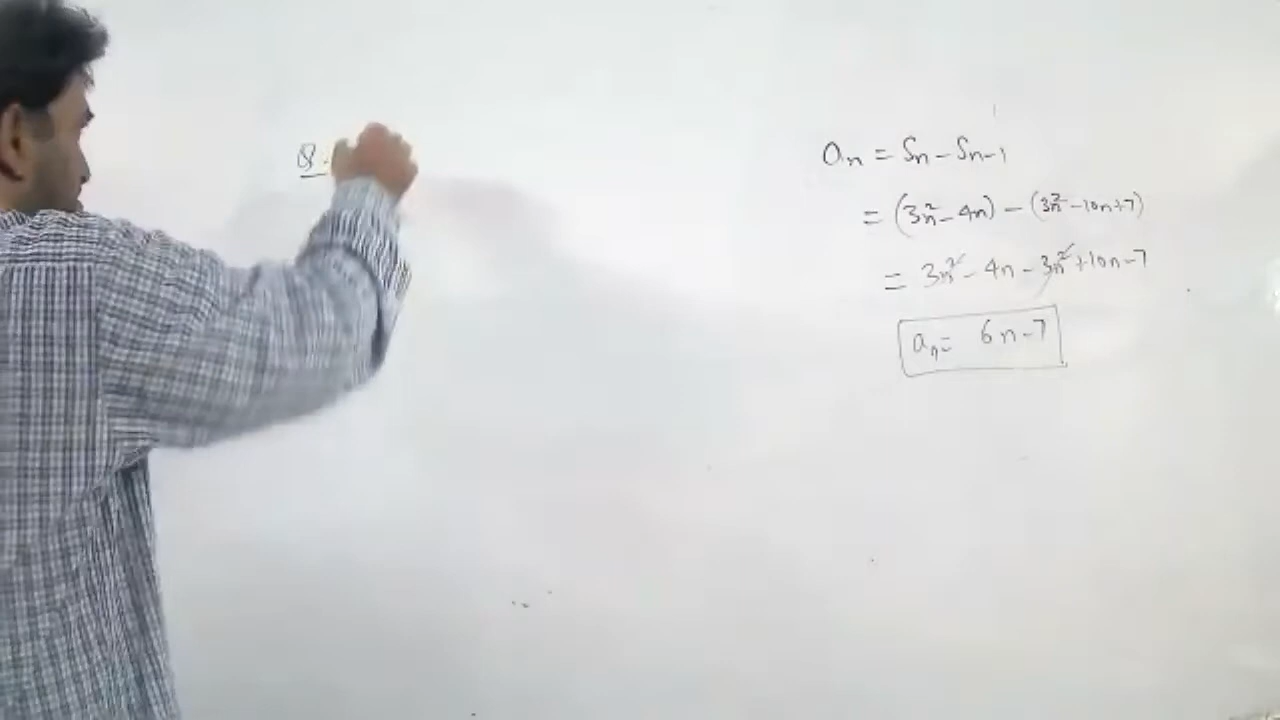 Q.
aₙ = Sₙ - Sₙ₋₁
= (3n² - 4n) - (3n² - 10n + 7)
= 3n² - 4n - 3n² + 10n - 7
aₙ = 6n - 7